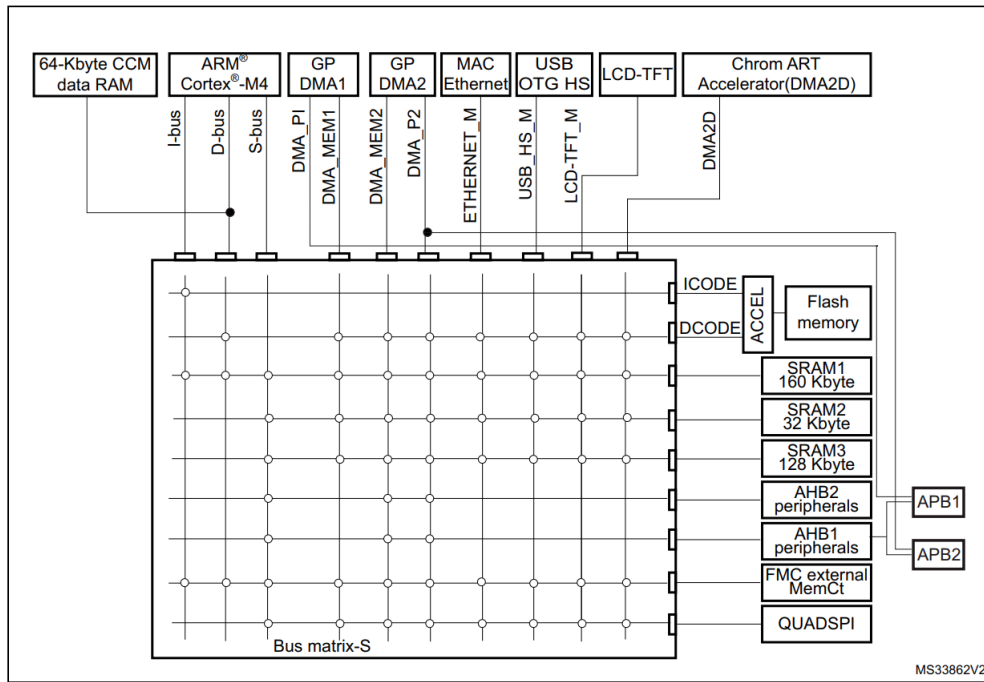 64-Kbyte CCM
data RAM
ARM®
Cortex®-M4
GP
DMA1
GP
DMA2
MAC
Ethernet
USB
OTG HS
LCD-TFT
Chrom ART
Accelerator(DMA2D)
I-bus
D-bus
S-bus
DMA_PI
DMA_MEM1
DMA_MEM2
DMA_P2
ETHERNET_M
USB_HS_M
LCD-TFT_M
DMA2D
ICODE
DCODE
ACCEL
Flash
memory
SRAM1
160 Kbyte
SRAM2
32 Kbyte
SRAM3
128 Kbyte
AHB2
peripherals
APB1
AHB1
peripherals
APB2
FMC external
MemCt
QUADSPI
Bus matrix-S
MS33862V2